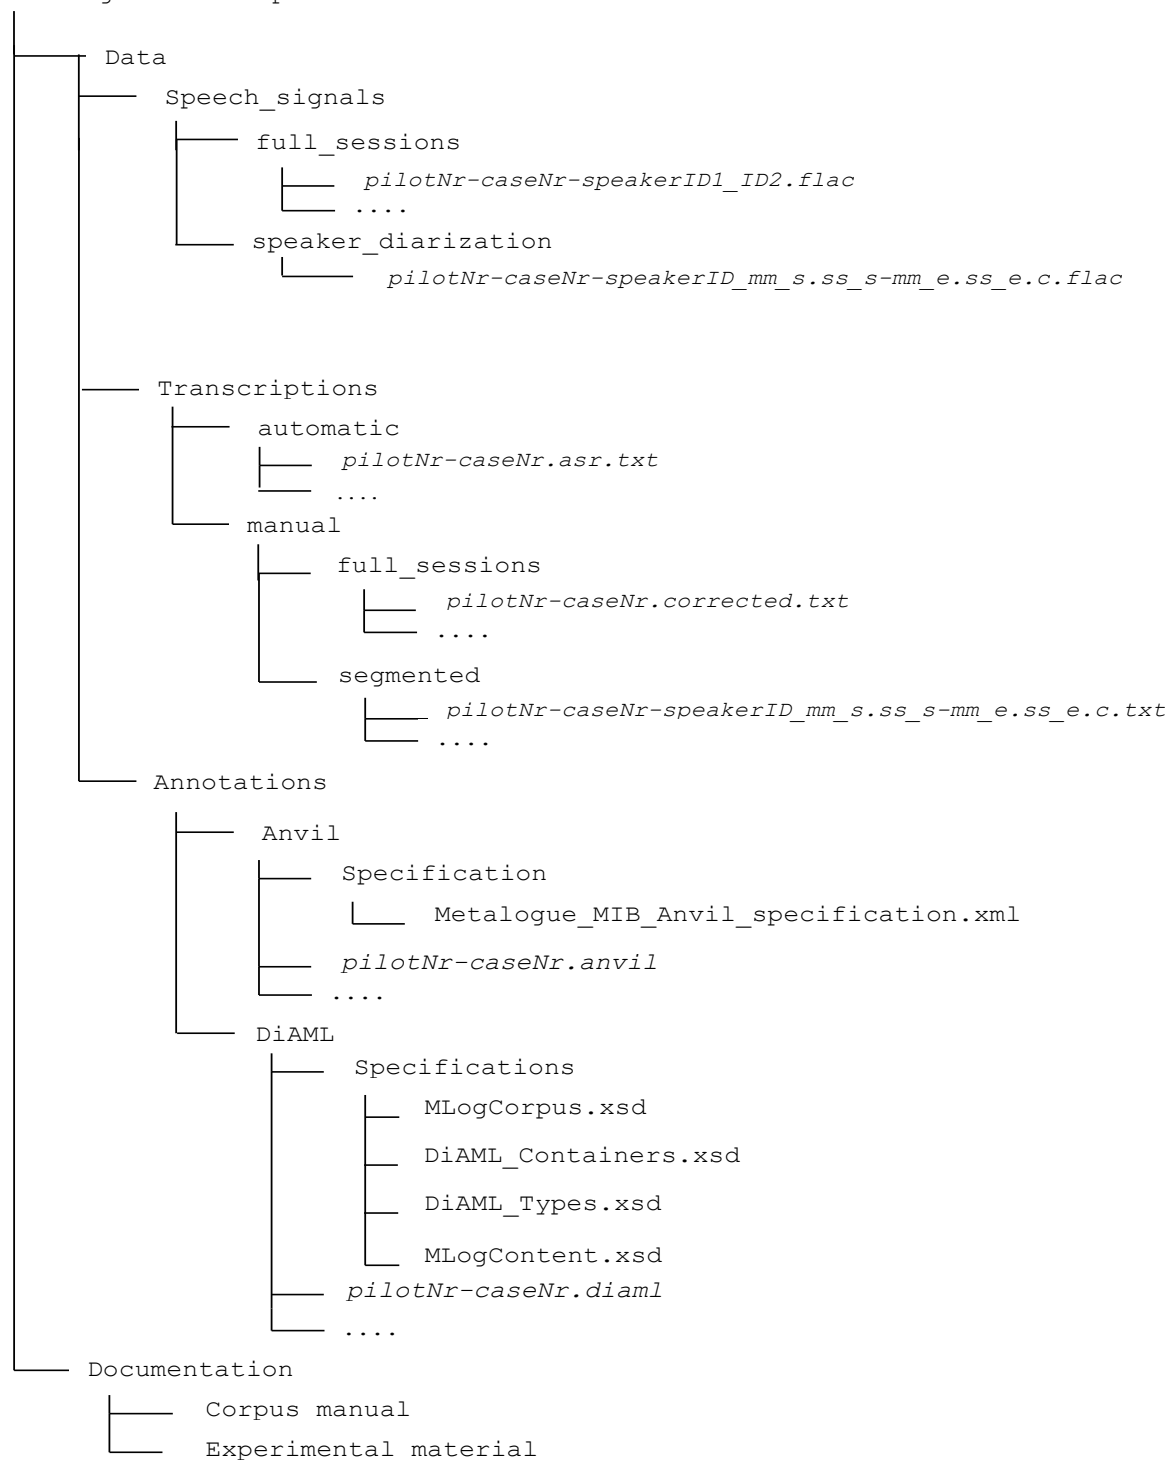 Data
Speech_signals
full_sessions
pilotNr-caseNr-speakerID1_ID2.flac
....
speaker_diarization
pilotNr-caseNr-speakerID_mm_s.ss_s-mm_e.ss_e.c.flac
Transcriptions
automatic
pilotNr-caseNr.asr.txt
....
manual
full_sessions
pilotNr-caseNr.corrected.txt
....
segmented
pilotNr-caseNr-speakerID_mm_s.ss_s-mm_e.ss_e.c.txt
....
Annotations
Anvil
Specification
Metalogue_MIB_Anvil_specification.xml
pilotNr-caseNr.anvil
....
DiAML
Specifications
MLogCorpus.xsd
DiAML_Containers.xsd
DiAML_Types.xsd
MLogContent.xsd
pilotNr-caseNr.diaml
....
Documentation
Corpus manual
Experimental material